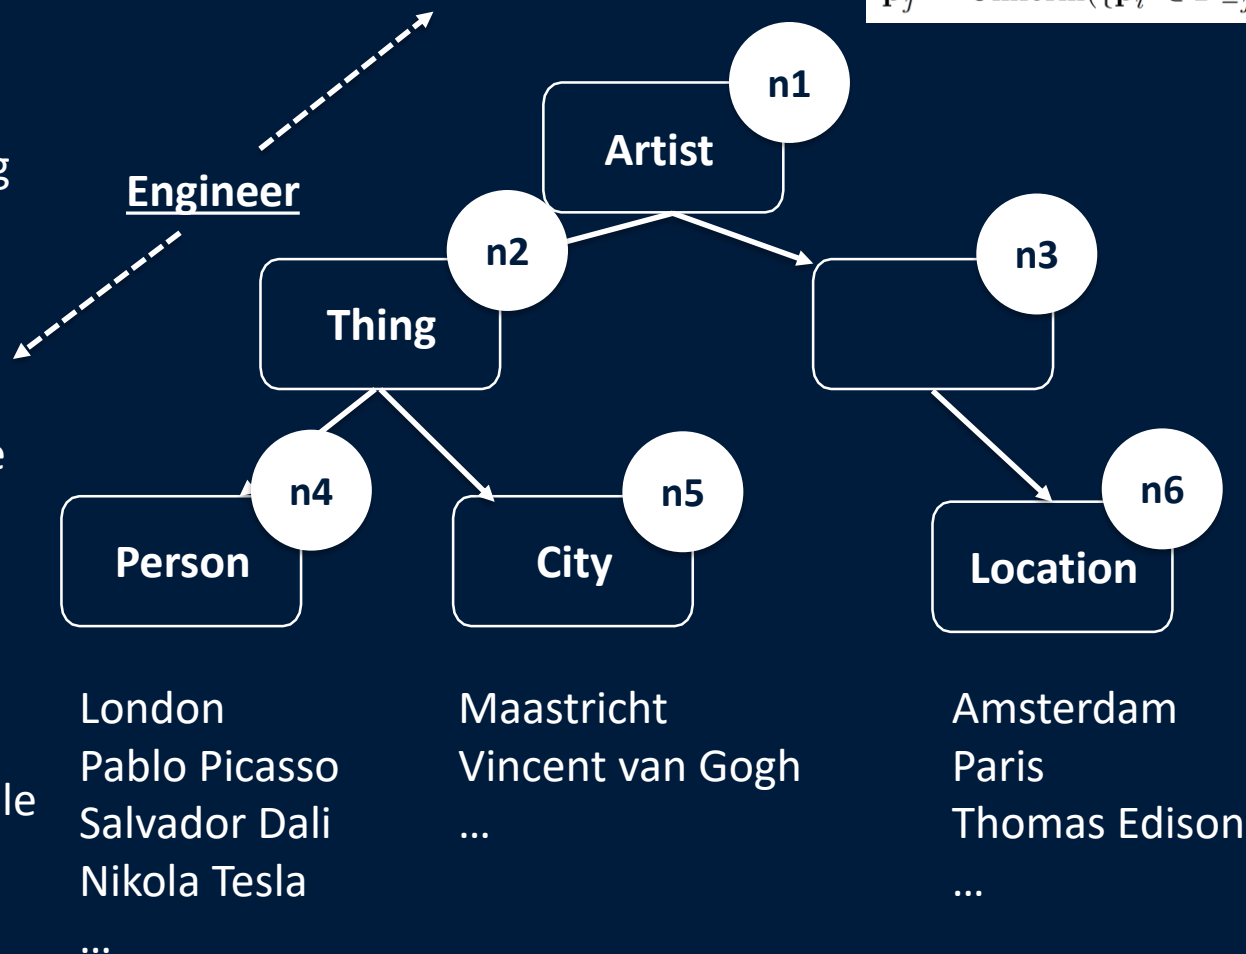 n1
Artist
g
Engineer
n2
n3
Thing
e
n4
n5
n6
Person
City
Location
London
Pablo Picasso
Salvador Dali
Nikola Tesla
...
Maastricht
Vincent van Gogh
...
Amsterdam
Paris
Thomas Edison
...
le